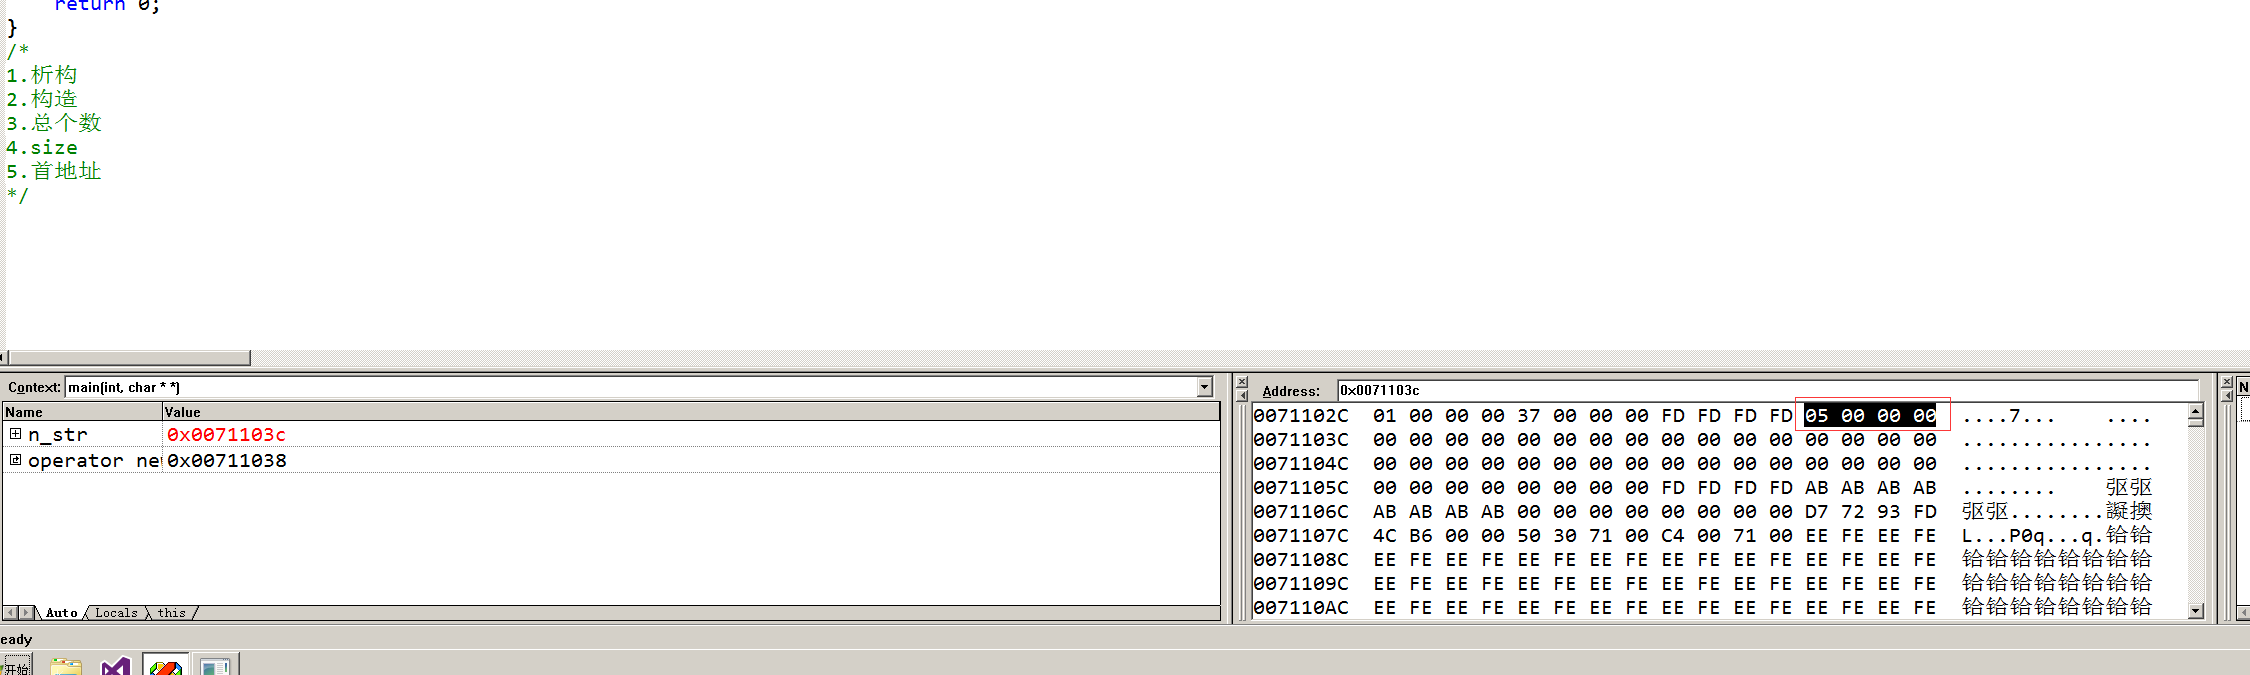 return 0;
}
/*
1.析构
2.构造
3.总个数
4.size
5.首地址
*/
Context: main(int, char * *)
Name Value
n_str 0x0071103c
operator ne 0x00711038
Auto Locals this
Address: 0x0071103c
0071102C 01 00 00 00 37 00 00 00 FD FD FD FD 05 00 00 00 ....7... ....
0071103C 00 00 00 00 00 00 00 00 00 00 00 00 00 00 00 00 ................
0071104C 00 00 00 00 00 00 00 00 00 00 00 00 00 00 00 00 ................
0071105C 00 00 00 00 00 00 00 00 FD FD FD FD AB AB AB AB ........ 驱驱
0071106C AB AB AB AB 00 00 00 00 00 00 00 00 D7 72 93 FD 驱驱........譺擙
0071107C 4C B6 00 00 50 30 71 00 C4 00 71 00 EE FE EE FE L...P0q...q.铪铪
0071108C EE FE EE FE EE FE EE FE EE FE EE FE EE FE EE FE 铪铪铪铪铪铪铪铪
0071109C EE FE EE FE EE FE EE FE EE FE EE FE EE FE EE FE 铪铪铪铪铪铪铪铪
007110AC EE FE EE FE EE FE EE FE EE FE EE FE EE FE EE FE 铪铪铪铪铪铪铪铪
N
eady
开始